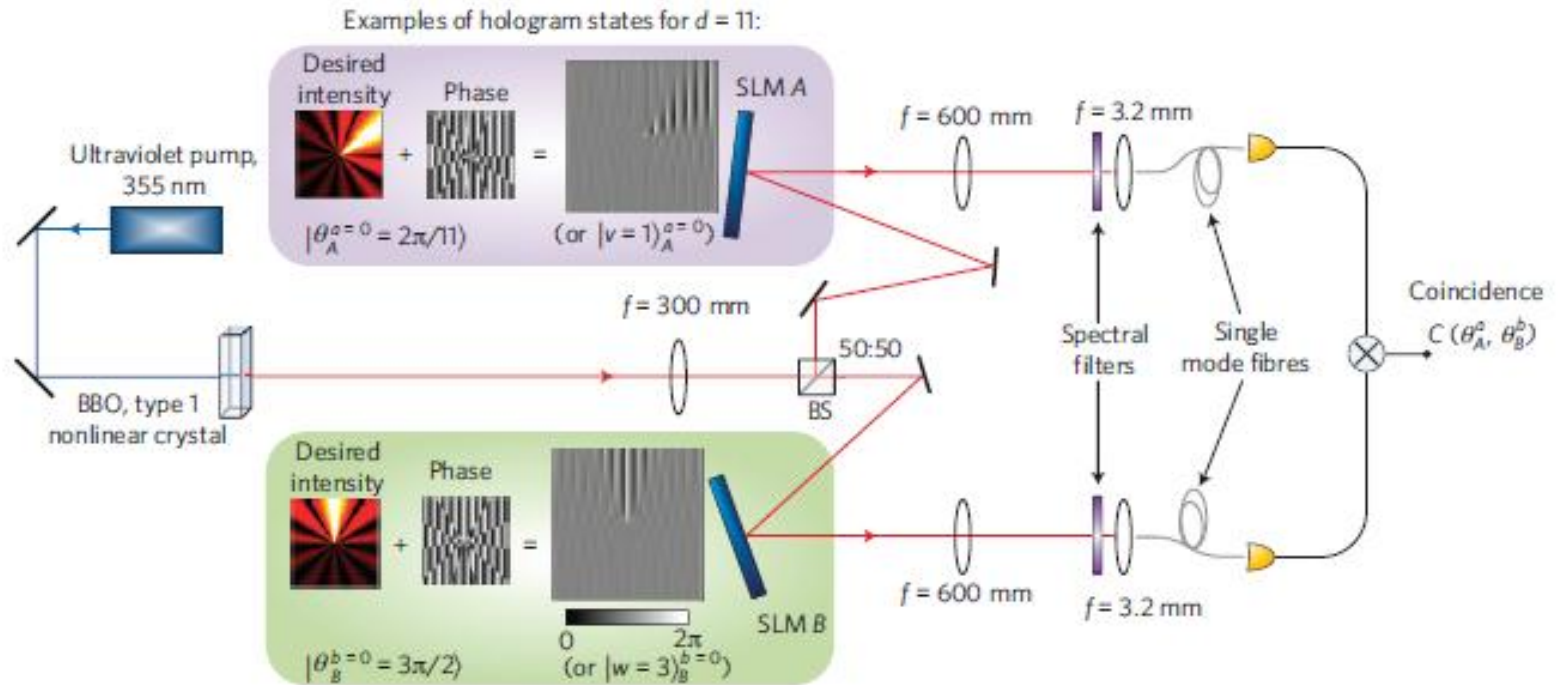 Examples of hologram states for d = 11:
Desired
intensity
+
Phase
=
SLM A
|θ_A^{a = 0} = 2π/11⟩
(or |v = 1⟩_A^{a = 0})
Ultraviolet pump,
355 nm
f = 600 mm
f = 3.2 mm
f = 300 mm
50:50
BS
BBO, type 1
nonlinear crystal
Spectral
filters
Single
mode fibres
Coincidence
C (θ_A^a, θ_B^b)
Desired
intensity
+
Phase
=
0
2π
SLM B
|θ_B^{b = 0} = 3π/2⟩
(or |w = 3⟩_B^{b = 0})
f = 600 mm
f = 3.2 mm